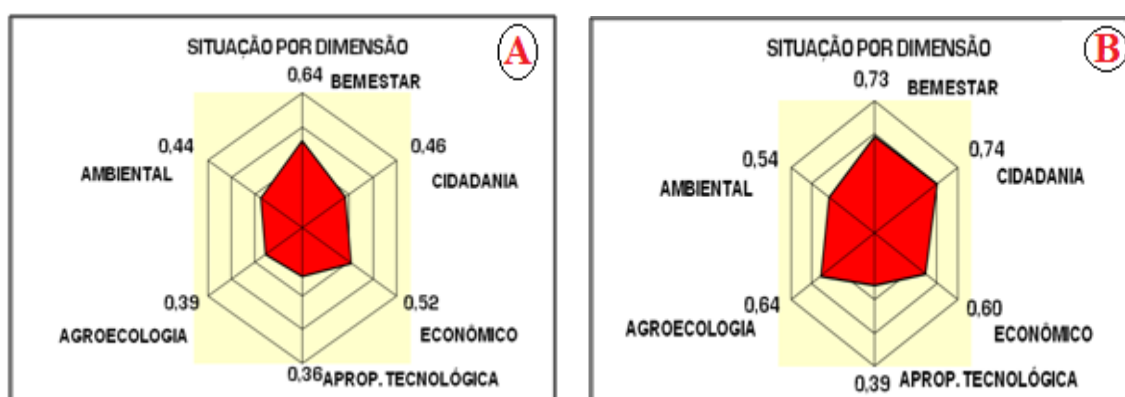 SITUAÇÃO POR DIMENSÃO
A
0,64
BEMESTAR
0,44
0,46
AMBIENTAL
CIDADANIA
0,39
0,52
AGROECOLOGIA
ECONÔMICO
0,36 APROP. TECNOLÓGICA
SITUAÇÃO POR DIMENSÃO
B
0,73
BEMESTAR
0,54
0,74
AMBIENTAL
CIDADANIA
0,64
0,60
AGROECOLOGIA
ECONÔMICO
0,39 APROP. TECNOLÓGICA